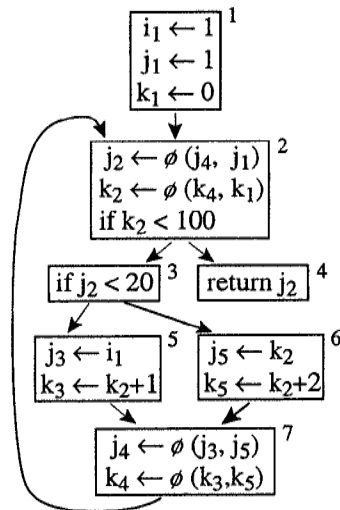 1
i₁ ← 1
j₁ ← 1
k₁ ← 0
2
j₂ ← ø (j₄, j₁)
k₂ ← ø (k₄, k₁)
if k₂ < 100
if j₂ < 20 3
return j₂ 4
5
j₃ ← i₁
k₃ ← k₂+1
6
j₅ ← k₂
k₅ ← k₂+2
7
j₄ ← ø (j₃, j₅)
k₄ ← ø (k₃,k₅)